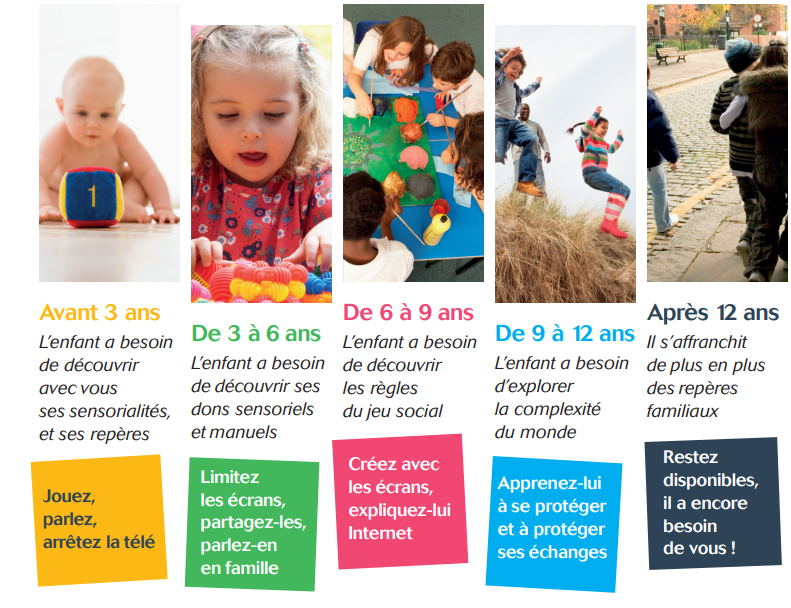 1
Avant 3 ans
L'enfant a besoin
de découvrir
avec vous
ses sensorialités,
et ses repères
Jouez,
parlez,
arrêtez la télé
De 3 à 6 ans
L'enfant a besoin
de découvrir ses
dons sensoriels
et manuels
Limitez
les écrans,
partagez-les,
parlez-en
en famille
De 6 à 9 ans
L'enfant a besoin
de découvrir
les règles
du jeu social
Créez avec
les écrans,
expliquez-lui
Internet
De 9 à 12 ans
L'enfant a besoin
d'explorer
la complexité
du monde
Apprenez-lui
à se protéger
et à protéger
ses échanges
Après 12 ans
Il s'affranchit
de plus en plus
des repères
familiaux
Restez
disponibles,
il a encore
besoin
de vous !